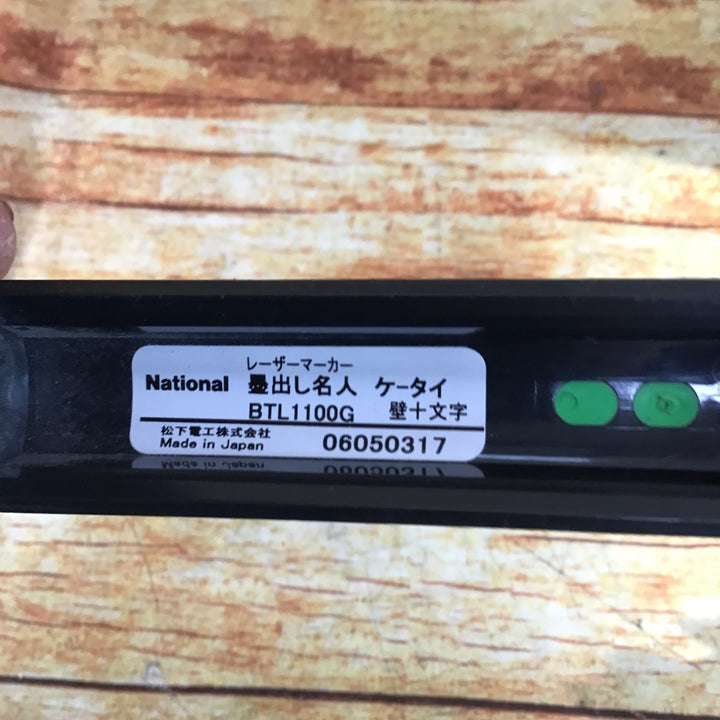 レーザーマーカー
National 墨出し名人 ケータイ
BTL1100G 壁十文字
松下電工株式会社
Made in Japan 06050317